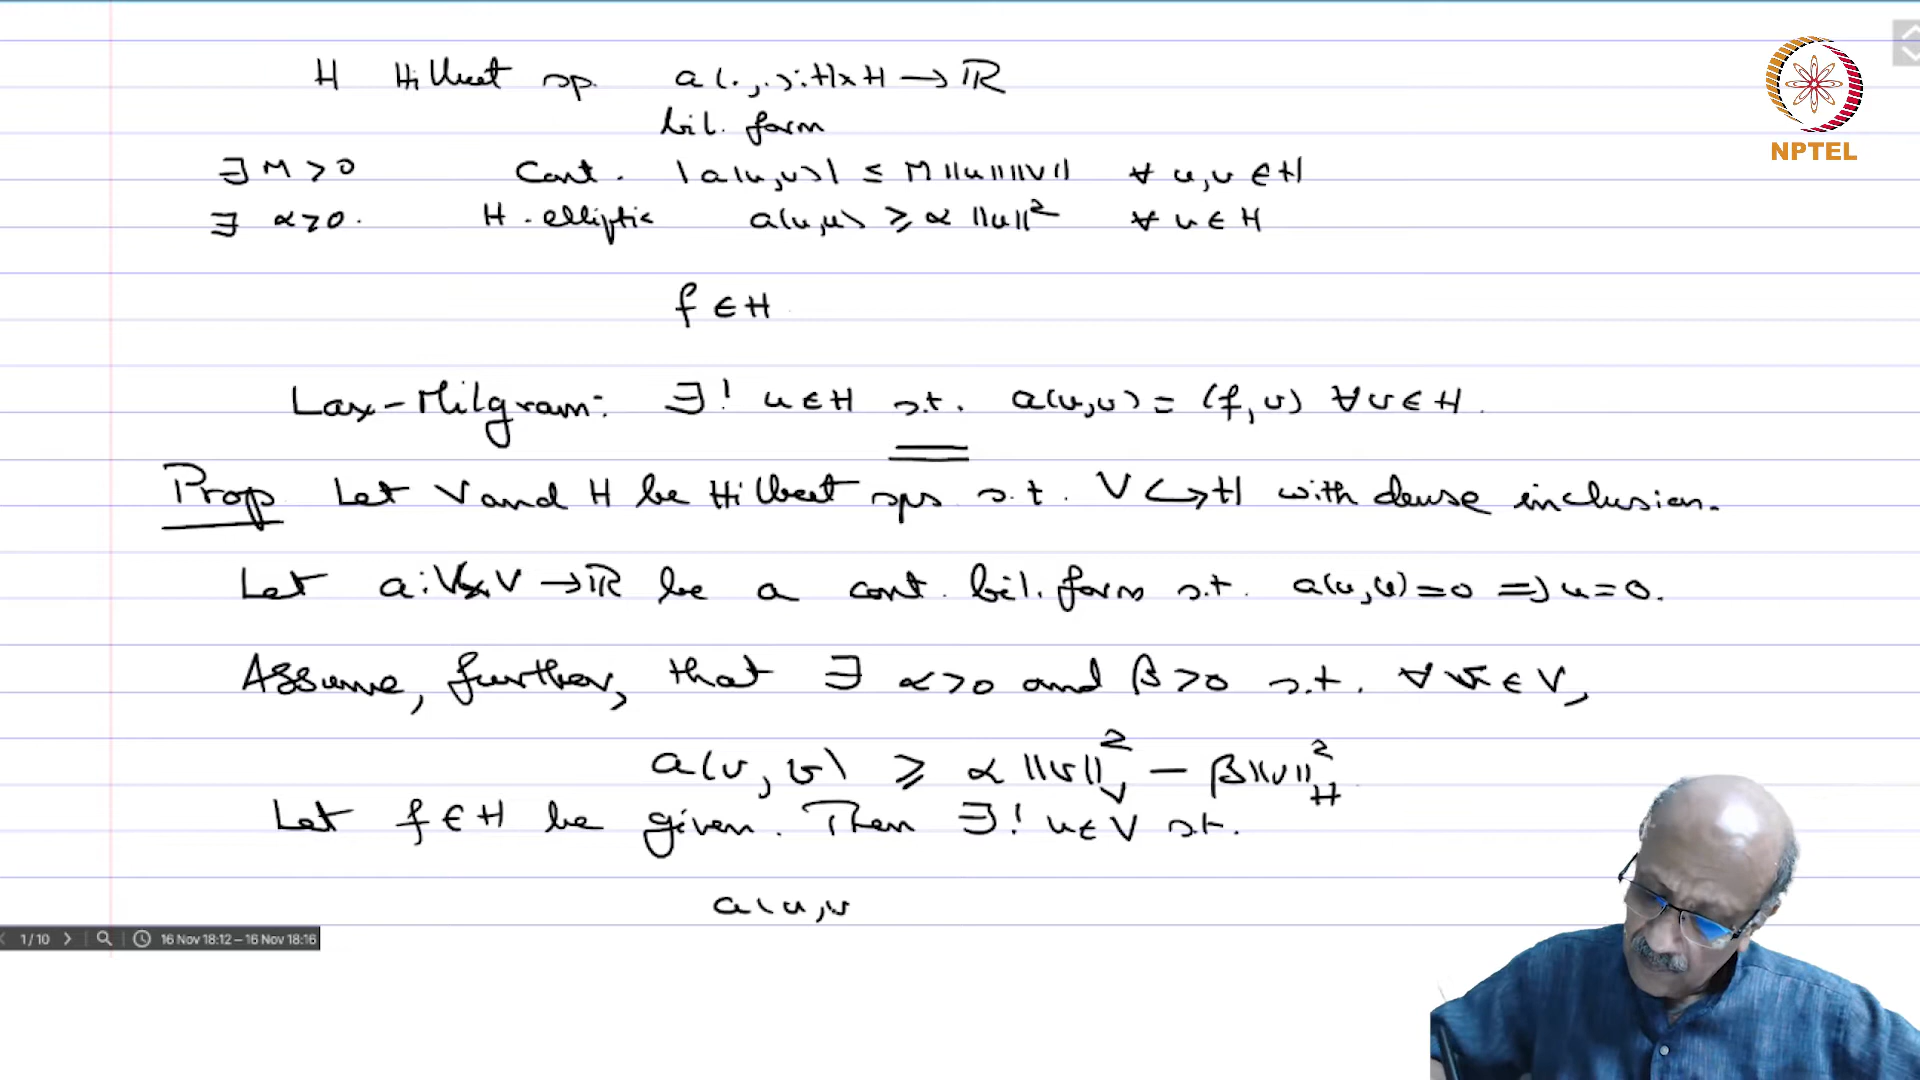 H Hilbert sp. a(.,.):H×H → ℝ
NPTEL
bil. form
∃ M > 0 Cont. |a(u,v)| ≤ M ||u|| ||v|| ∀ u,v ∈ H
∃ α>0. H-elliptic a(u,u) ≥ α ||u||² ∀ u ∈ H
f ∈ H
Lax-Milgram: ∃! u ∈ H s.t. a(u,v) = (f,v) ∀v ∈ H.
Prop. Let V and H be Hilbert sps s.t. V ↪ H with dense inclusion.
Let a:V×V → ℝ be a cont. bil. form s.t. a(u,u)=0 ⇒ u=0.
Assume, further, that ∃ α>0 and β>0 s.t. ∀ v ∈ V,
a(v,v) ≥ α ||v||²_V − β||v||²_H
Let f ∈ H be given. Then ∃! u ∈ V s.t.
a(u,v
1/10 16 Nov 18:12 – 16 Nov 18:16